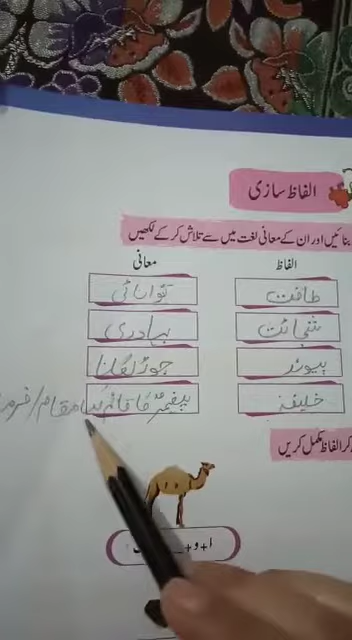 الفاظ سازی
بنائیں اور ان کے معانی لغت میں سے تلاش کر کے لکھیں
الفاظ معانی
طاقت توانائی
شجاعت بہادری
پیوند جوڑ لگانا
خلیفہ پیغمبرؐ کا قائم مقام/
کر الفاظ مکمل کریں
ا + و +